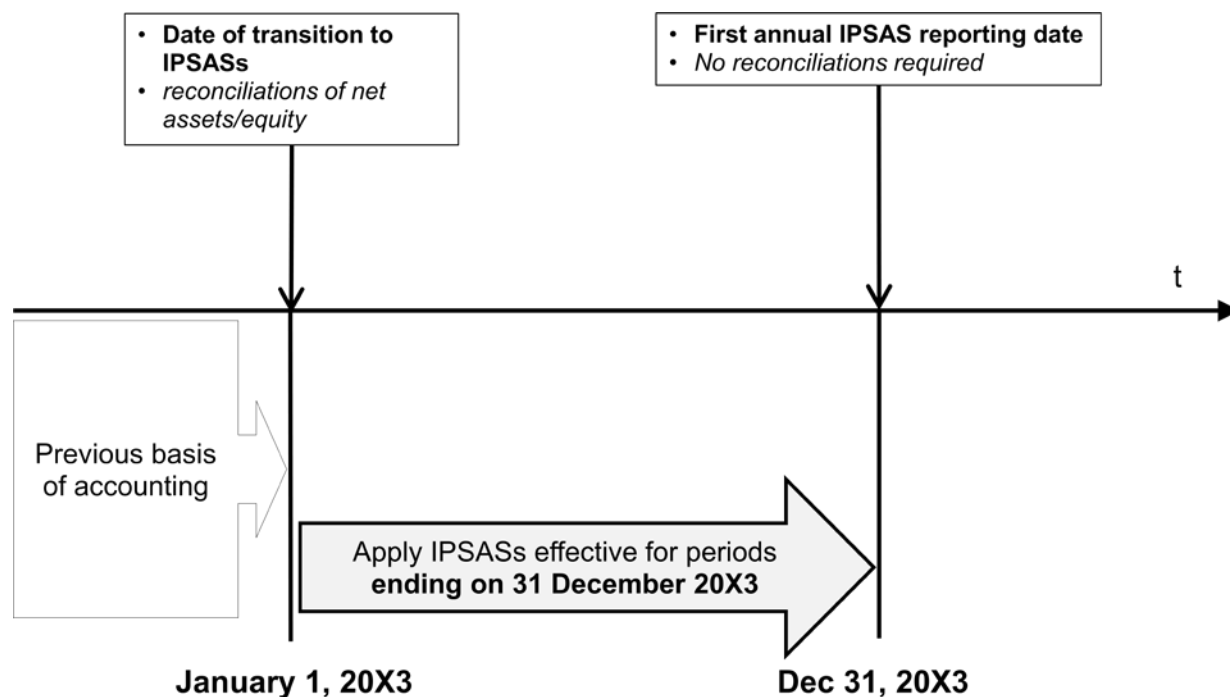 • Date of transition to
IPSASs
• reconciliations of net
assets/equity
• First annual IPSAS reporting date
• No reconciliations required
t
Previous basis
of accounting
Apply IPSASs effective for periods
ending on 31 December 20X3
January 1, 20X3
Dec 31, 20X3